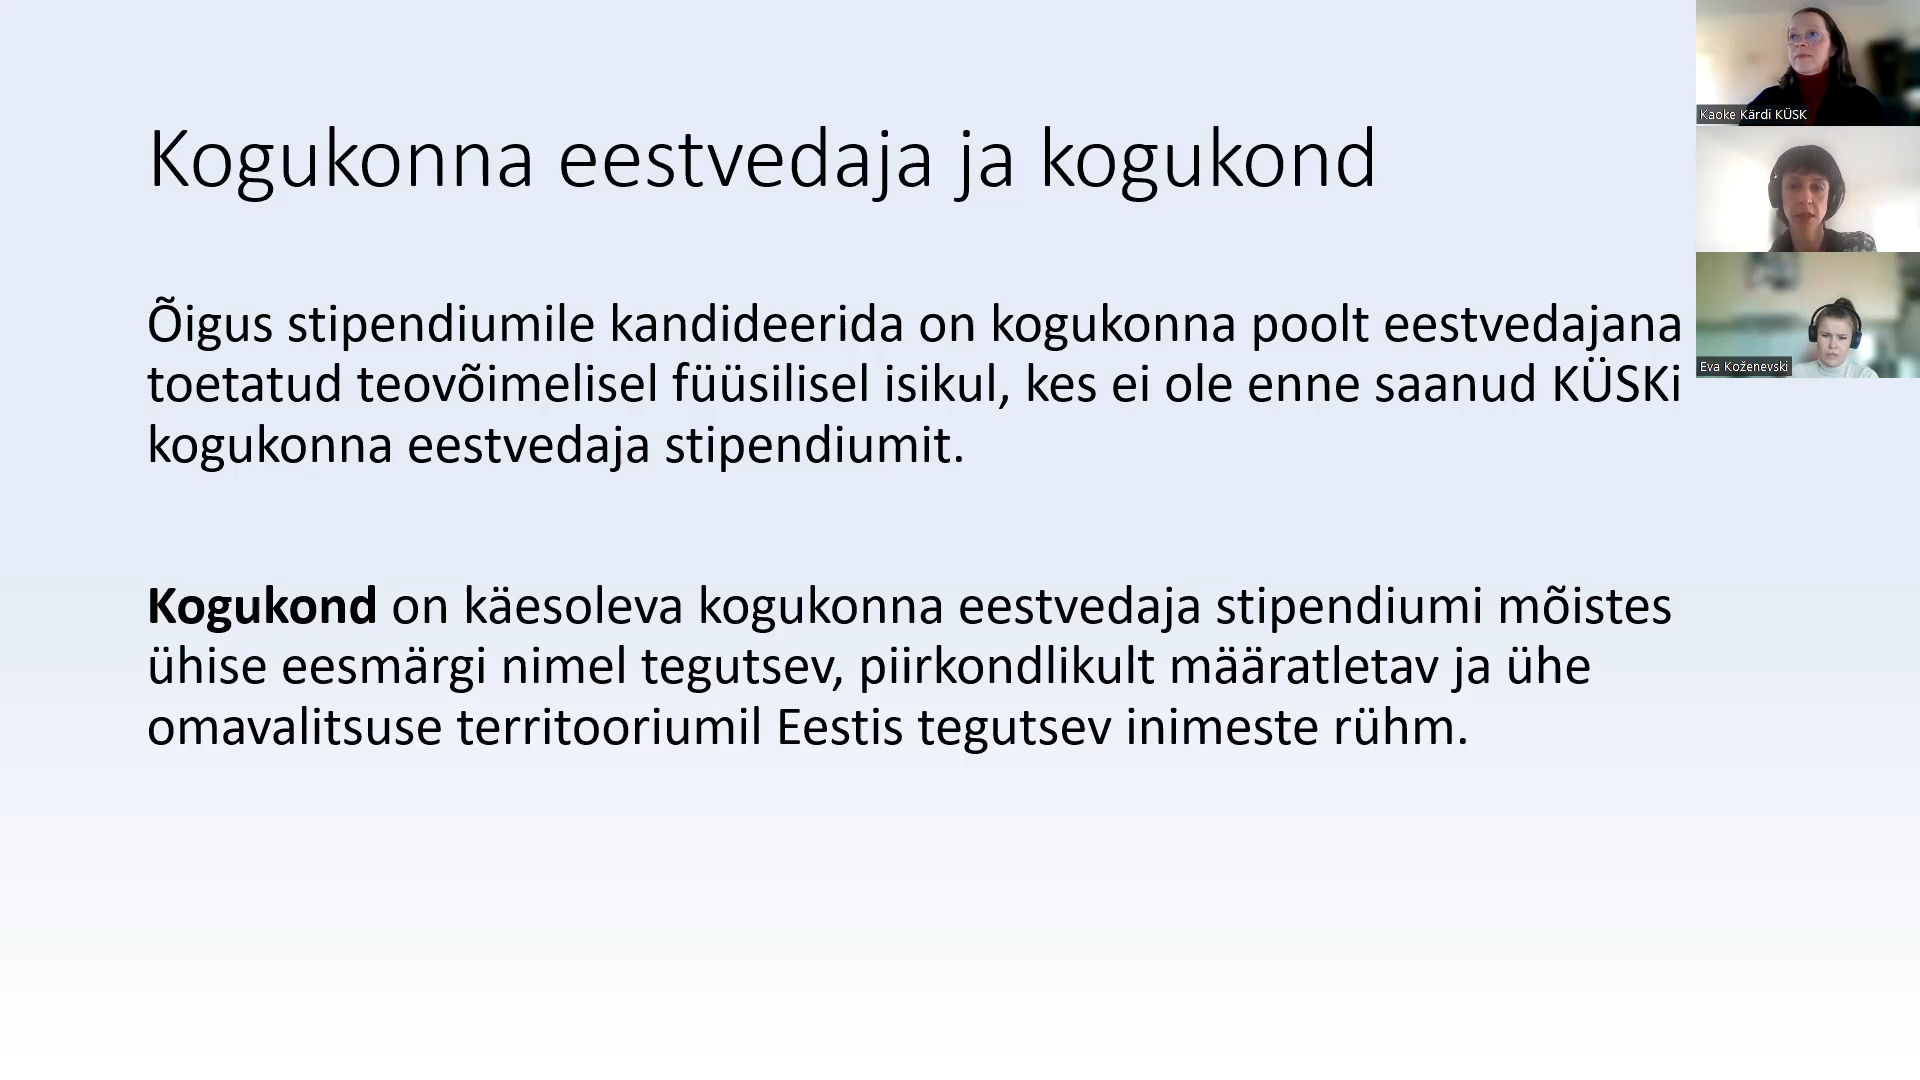 Kogukonna eestvedaja ja kogukond
Õigus stipendiumile kandideerida on kogukonna poolt eestvedajana
toetatud teovõimelisel füüsilisel isikul, kes ei ole enne saanud KÜSKi
kogukonna eestvedaja stipendiumit.
Kogukond on käesoleva kogukonna eestvedaja stipendiumi mõistes
ühise eesmärgi nimel tegutsev, piirkondlikult määratletav ja ühe
omavalitsuse territooriumil Eestis tegutsev inimeste rühm.
Kaoke Kärdi KÜSK
Eva Koženevski